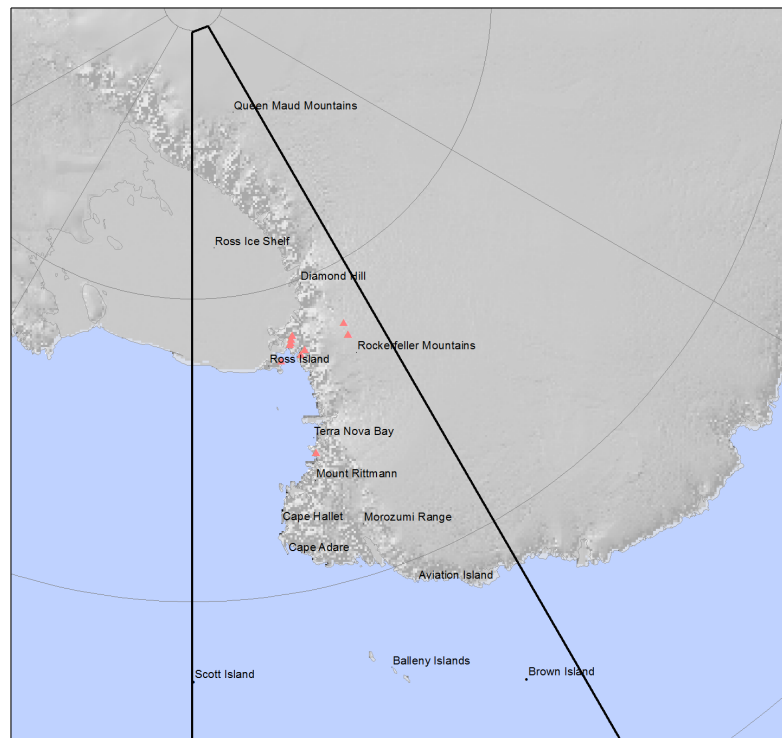 Queen Maud Mountains
Ross Ice Shelf
Diamond Hill
Rockerfeller Mountains
Ross Island
Terra Nova Bay
Mount Rittmann
Cape Hallet
Morozumi Range
Cape Adare
Aviation Island
Balleny Islands
Scott Island
Brown Island